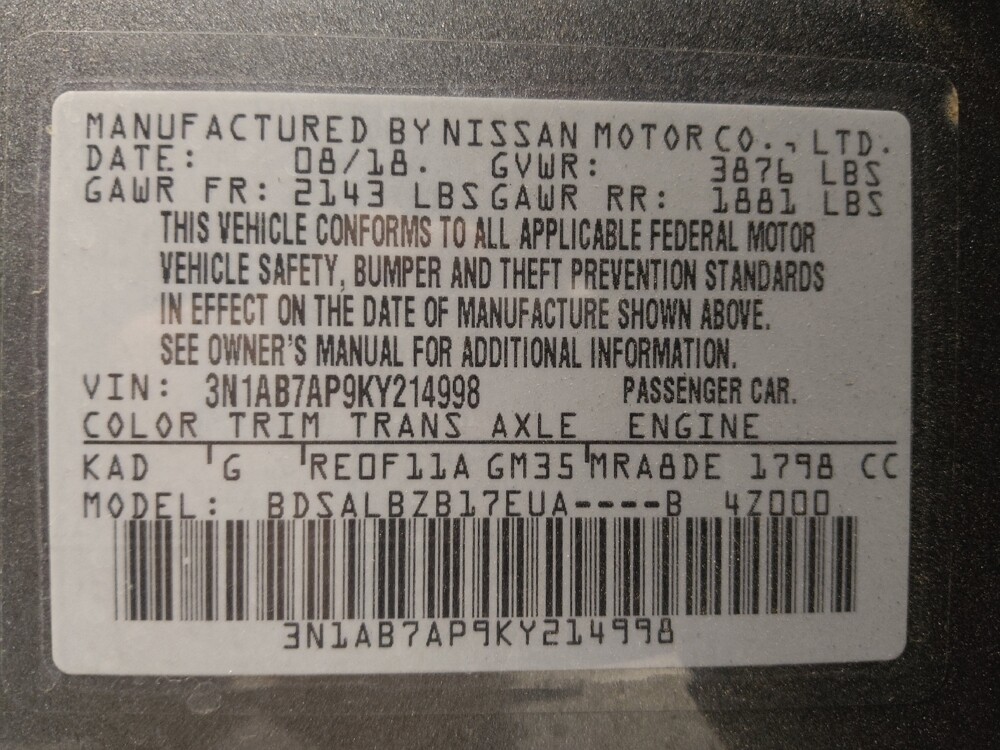 MANUFACTURED BY NISSAN MOTOR CO., LTD.
DATE: 08/18. GVWR: 3876 LBS
GAWR FR: 2143 LBS GAWR RR: 1881 LBS
THIS VEHICLE CONFORMS TO ALL APPLICABLE FEDERAL MOTOR
VEHICLE SAFETY, BUMPER AND THEFT PREVENTION STANDARDS
IN EFFECT ON THE DATE OF MANUFACTURE SHOWN ABOVE.
SEE OWNER'S MANUAL FOR ADDITIONAL INFORMATION.
VIN: 3N1AB7AP9KY214998 PASSENGER CAR.
COLOR TRIM TRANS AXLE ENGINE
KAD G RE0F11A GM35 MRA8DE 1798 CC
MODEL: BDSALBZB17EUA----B 4Z000
3N1AB7AP9KY214998